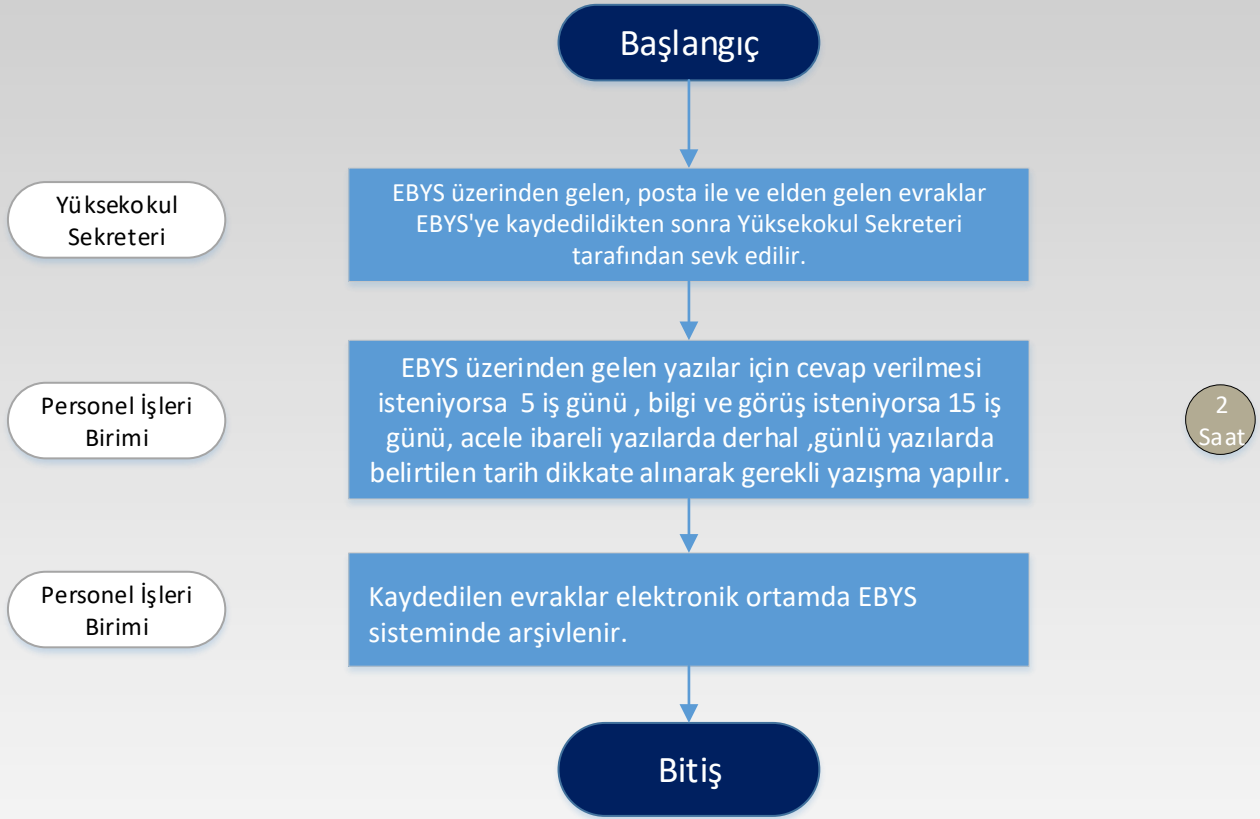 Başlangıç
Yüksekokul
Sekreteri
EBYS üzerinden gelen, posta ile ve elden gelen evraklar
EBYS'ye kaydedildikten sonra Yüksekokul Sekreteri
tarafından sevk edilir.
Personel İşleri
Birimi
EBYS üzerinden gelen yazılar için cevap verilmesi
isteniyorsa 5 iş günü , bilgi ve görüş isteniyorsa 15 iş
günü, acele ibareli yazılarda derhal ,günlü yazılarda
belirtilen tarih dikkate alınarak gerekli yazışma yapılır.
2
Saat
Personel İşleri
Birimi
Kaydedilen evraklar elektronik ortamda EBYS
sisteminde arşivlenir.
Bitiş